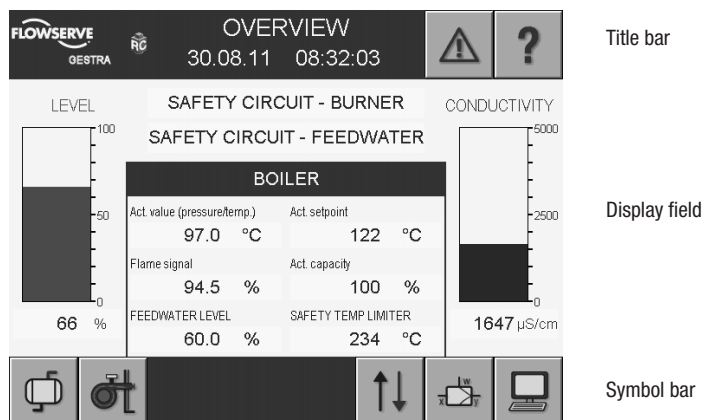 FLOWSERVE
GESTRA
RC
OVERVIEW
30.08.11 08:32:03
?
Title bar
LEVEL
SAFETY CIRCUIT - BURNER
CONDUCTIVITY
SAFETY CIRCUIT - FEEDWATER
100
50
0
5000
2500
0
BOILER
Act. value (pressure/temp.) Act. setpoint
97.0 °C 122 °C
Flame signal Act. capacity
94.5 % 100 %
FEEDWATER LEVEL SAFETY TEMP LIMITER
60.0 % 234 °C
66 %
1647 µS/cm
Display field
x w y
Symbol bar